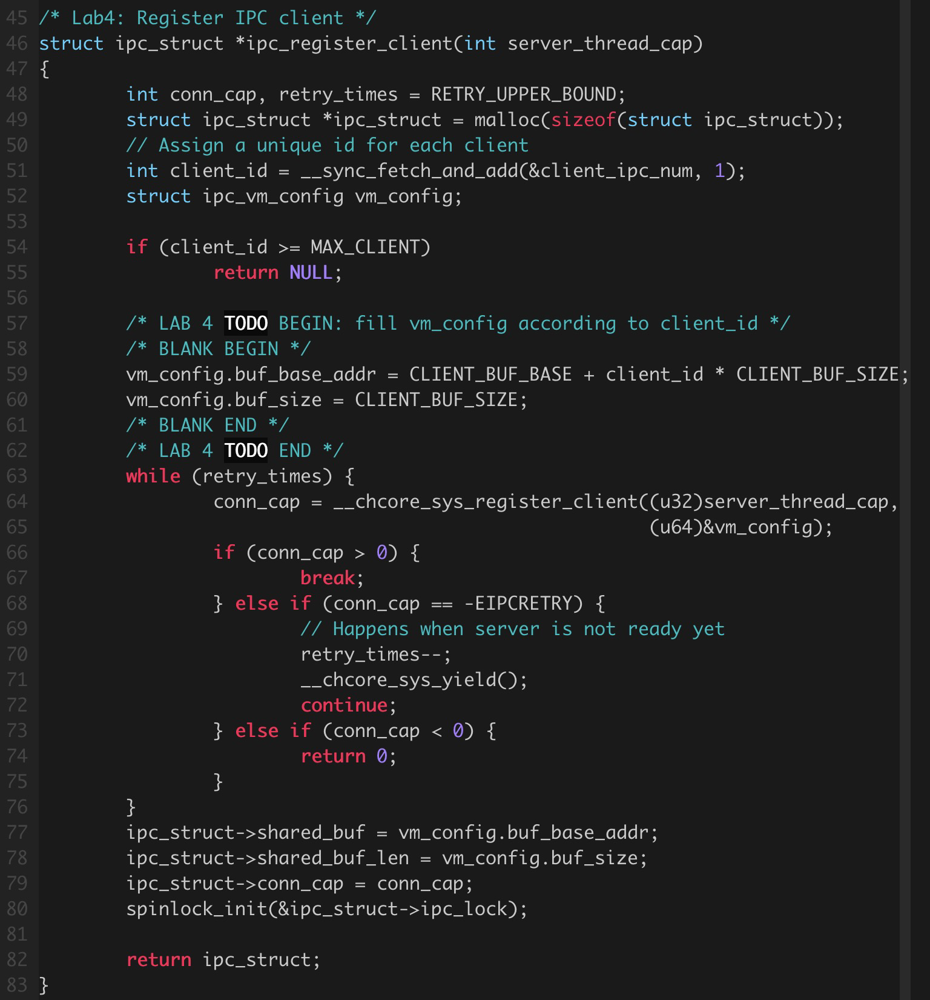 45 /* Lab4: Register IPC client */
46 struct ipc_struct *ipc_register_client(int server_thread_cap)
47 {
48         int conn_cap, retry_times = RETRY_UPPER_BOUND;
49         struct ipc_struct *ipc_struct = malloc(sizeof(struct ipc_struct));
50         // Assign a unique id for each client
51         int client_id = __sync_fetch_and_add(&client_ipc_num, 1);
52         struct ipc_vm_config vm_config;
53
54         if (client_id >= MAX_CLIENT)
55                 return NULL;
56
57         /* LAB 4 TODO BEGIN: fill vm_config according to client_id */
58         /* BLANK BEGIN */
59         vm_config.buf_base_addr = CLIENT_BUF_BASE + client_id * CLIENT_BUF_SIZE;
60         vm_config.buf_size = CLIENT_BUF_SIZE;
61         /* BLANK END */
62         /* LAB 4 TODO END */
63         while (retry_times) {
64                 conn_cap = __chcore_sys_register_client((u32)server_thread_cap,
65                                                         (u64)&vm_config);
66                 if (conn_cap > 0) {
67                         break;
68                 } else if (conn_cap == -EIPCRETRY) {
69                         // Happens when server is not ready yet
70                         retry_times--;
71                         __chcore_sys_yield();
72                         continue;
73                 } else if (conn_cap < 0) {
74                         return 0;
75                 }
76         }
77         ipc_struct->shared_buf = vm_config.buf_base_addr;
78         ipc_struct->shared_buf_len = vm_config.buf_size;
79         ipc_struct->conn_cap = conn_cap;
80         spinlock_init(&ipc_struct->ipc_lock);
81
82         return ipc_struct;
83 }